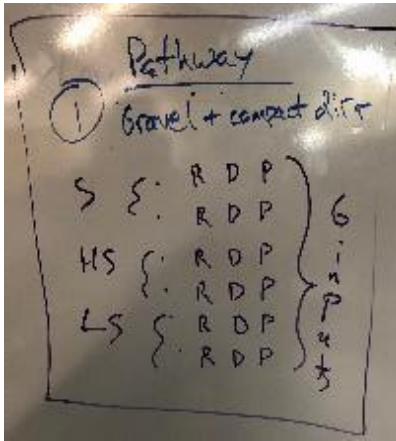 Pathway
① Gravel + compact dirt
S { · R D P
· R D P
HS { · R D P
· R D P
LS { · R D P
· R D P
} 6 inputs